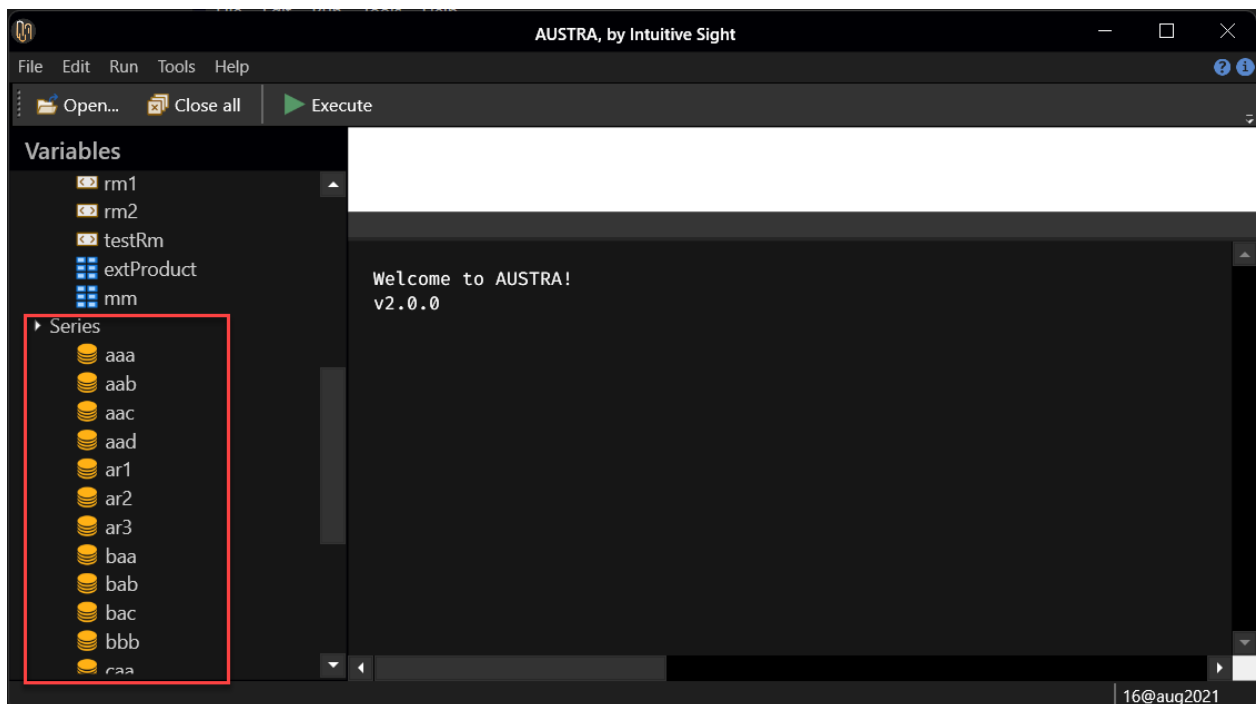 AUSTRA, by Intuitive Sight
File Edit Run Tools Help
Open... Close all Execute
Variables
rm1
rm2
testRm
extProduct
mm
Series
aaa
aab
aac
aad
ar1
ar2
ar3
baa
bab
bac
bbb
caa
Welcome to AUSTRA!
v2.0.0
16@aug2021